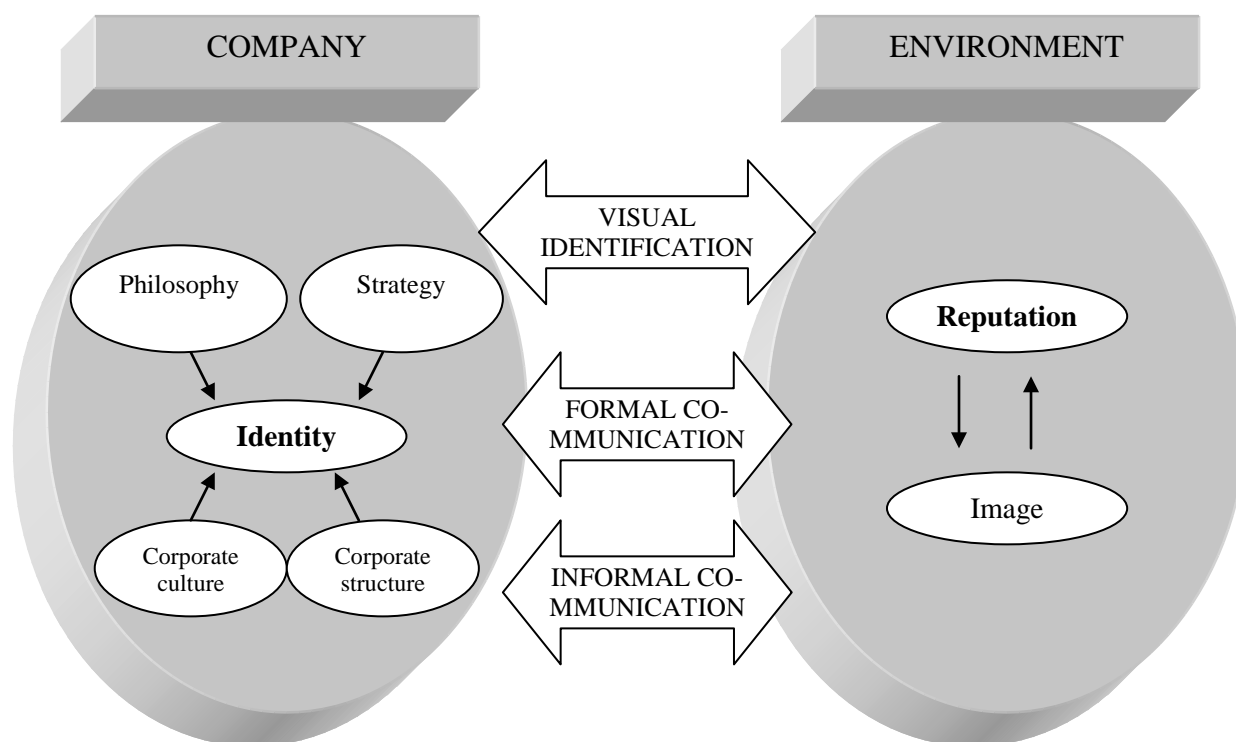 COMPANY
ENVIRONMENT
VISUAL
IDENTIFICATION
Philosophy
Strategy
Reputation
FORMAL CO-
MMUNICATION
Identity
Image
Corporate
culture
Corporate
structure
INFORMAL CO-
MMUNICATION